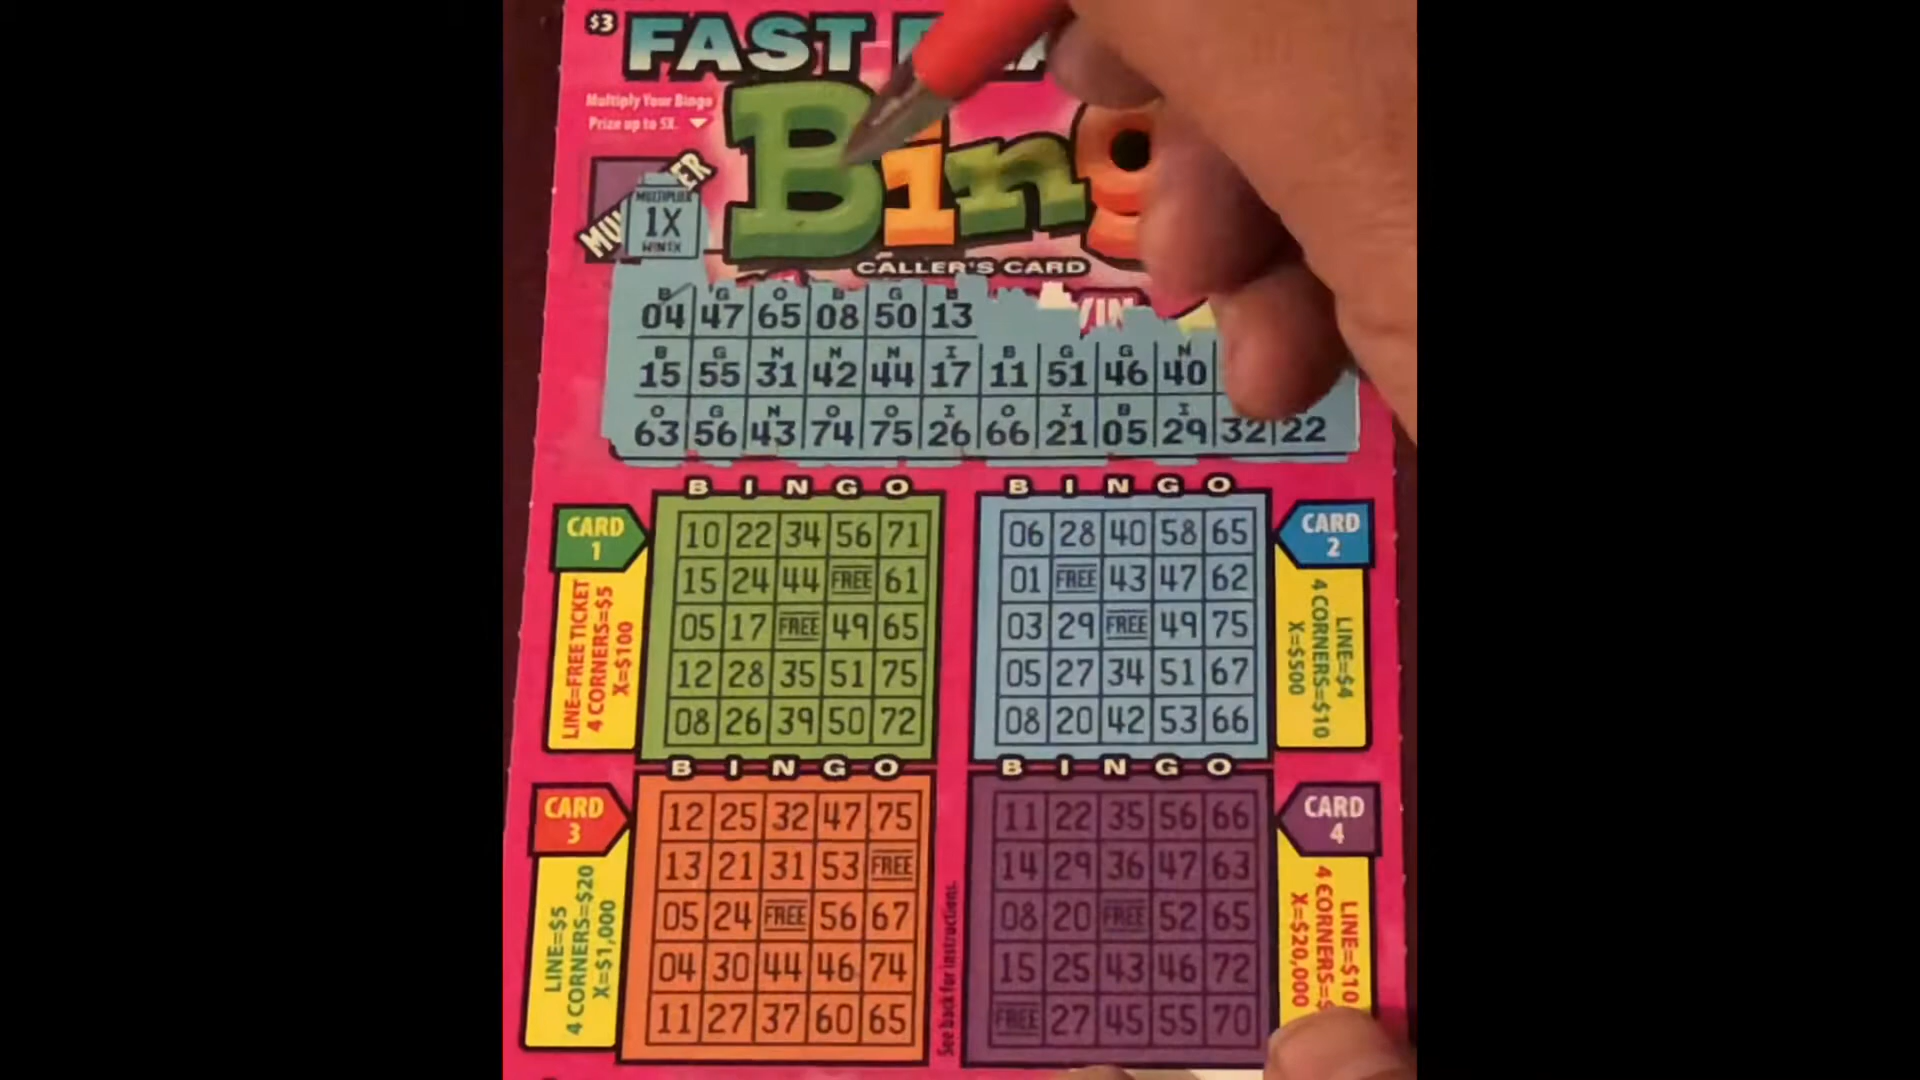 $3
FAST
Multiply Your Bingo
Prize up to 5X.
MULTIPLIER
1X
WIN1X
Bing
CALLER'S CARD
B G O B G B
04 47 65 08 50 13
B G N N N I B G G N
15 55 31 42 44 17 11 51 46 40
O G N O O I O I B I
63 56 43 74 75 26 66 21 05 29 32 22
B I N G O
CARD
1
LINE=FREE TICKET
4 CORNERS=$5
X=$100
10 22 34 56 71
15 24 44 FREE 61
05 17 FREE 49 65
12 28 35 51 75
08 26 39 50 72
B I N G O
CARD
2
LINE=$4
4 CORNERS=$10
X=$500
06 28 40 58 65
01 FREE 43 47 62
03 29 FREE 49 75
05 27 34 51 67
08 20 42 53 66
B I N G O
CARD
3
LINE=$5
4 CORNERS=$20
X=$1,000
12 25 32 47 75
13 21 31 53 FREE
05 24 FREE 56 67
04 30 44 46 74
11 27 37 60 65
See back for instructions.
B I N G O
CARD
4
LINE=$10
4 CORNERS=$
X=$20,000
11 22 35 56 66
14 29 36 47 63
08 20 FREE 52 65
15 25 43 46 72
FREE 27 45 55 70